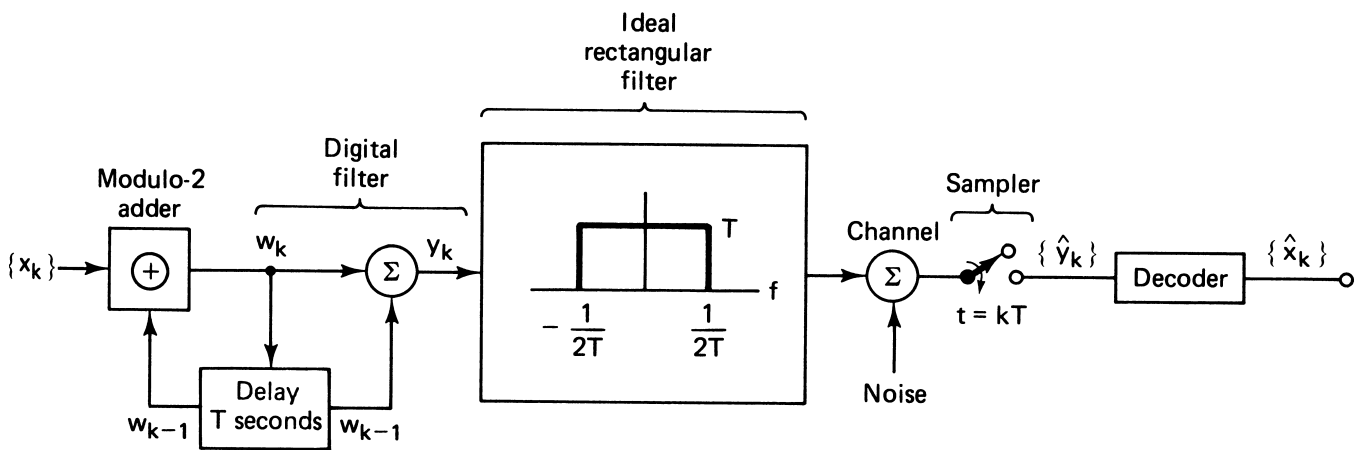 Ideal
rectangular
filter
Digital
filter
Modulo-2
adder
Sampler
Channel
{x_k}
+
w_k
Σ
y_k
T
f
- 1/2T
1/2T
Σ
t = kT
{ŷ_k}
Decoder
{x̂_k}
Noise
w_{k-1}
Delay
T seconds
w_{k-1}